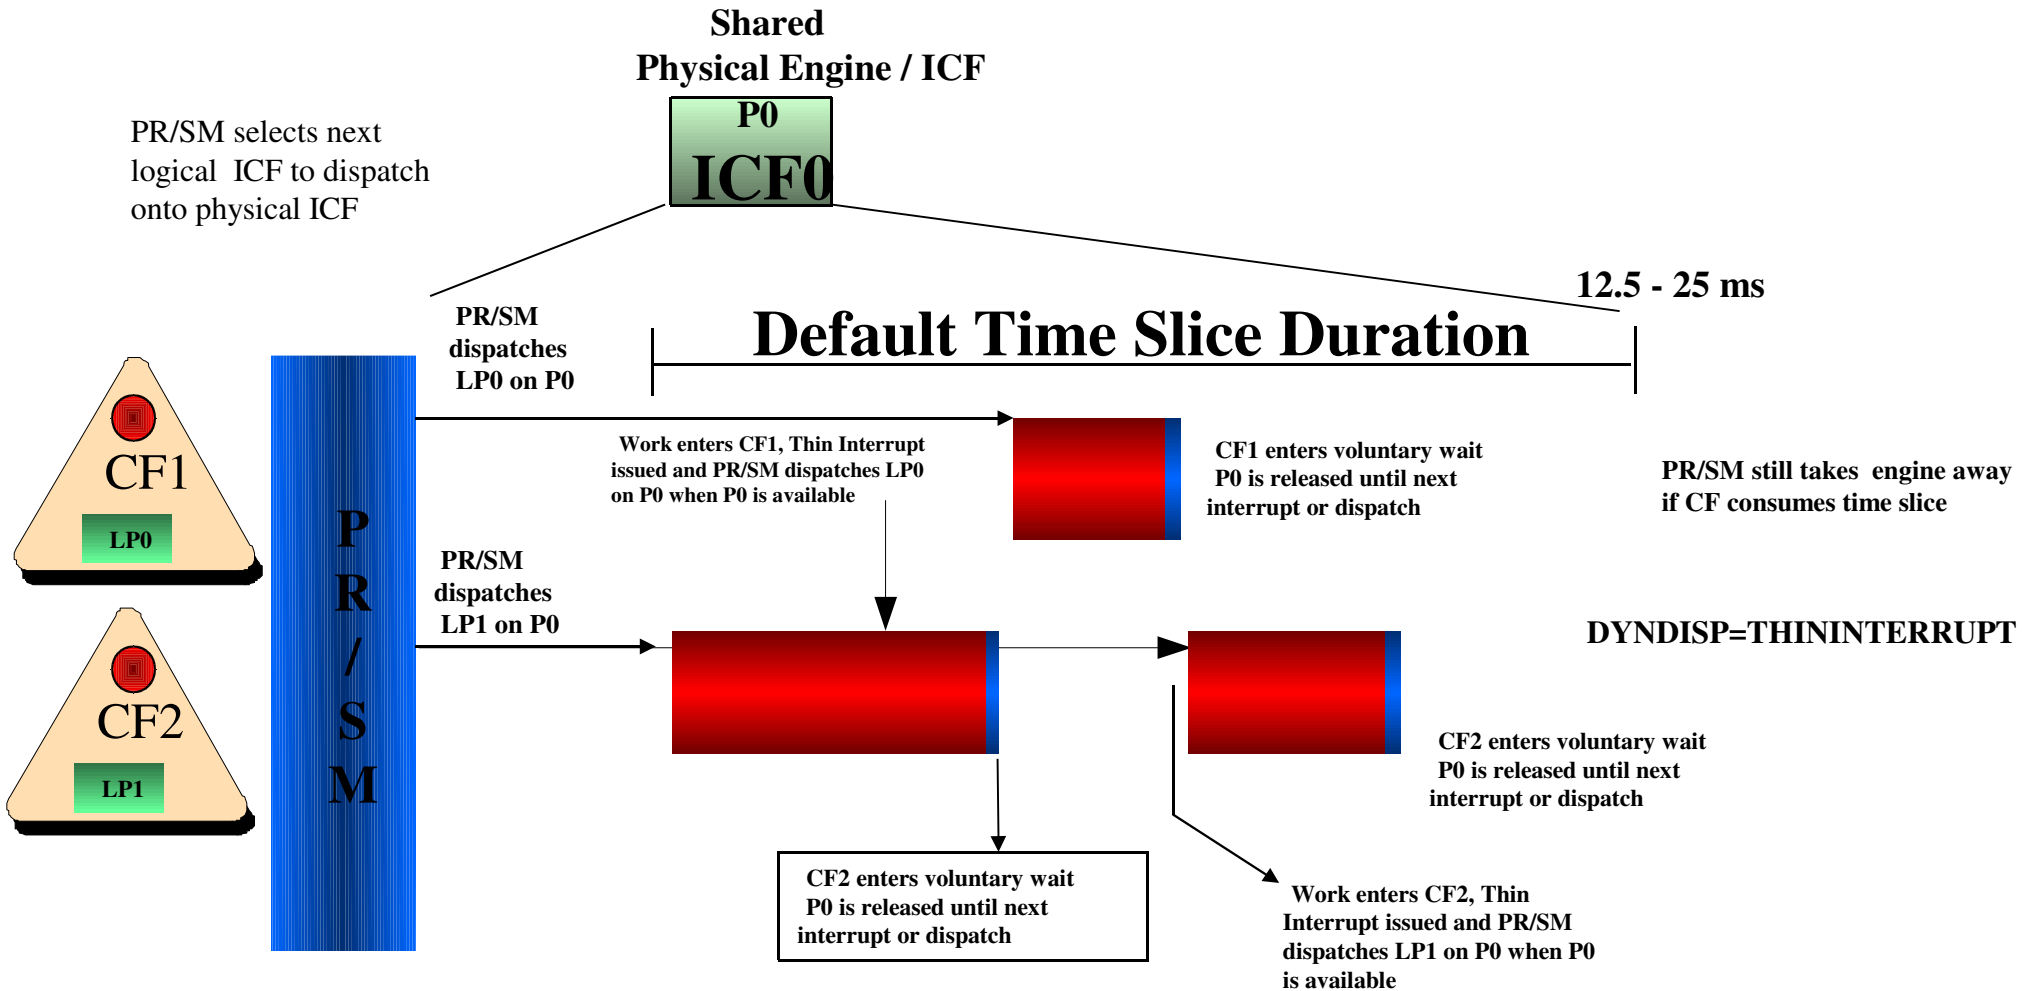 Shared
Physical Engine / ICF
P0
ICF0
PR/SM selects next
logical ICF to dispatch
onto physical ICF
12.5 - 25 ms
Default Time Slice Duration
PR/SM
dispatches
LP0 on P0
CF1
LP0
Work enters CF1, Thin Interrupt
issued and PR/SM dispatches LP0
on P0 when P0 is available
CF1 enters voluntary wait
P0 is released until next
interrupt or dispatch
PR/SM still takes engine away
if CF consumes time slice
P
R
/
S
M
PR/SM
dispatches
LP1 on P0
DYNDISP=THININTERRUPT
CF2
LP1
CF2 enters voluntary wait
P0 is released until next
interrupt or dispatch
CF2 enters voluntary wait
P0 is released until next
interrupt or dispatch
Work enters CF2, Thin
Interrupt issued and PR/SM
dispatches LP1 on P0 when P0
is available